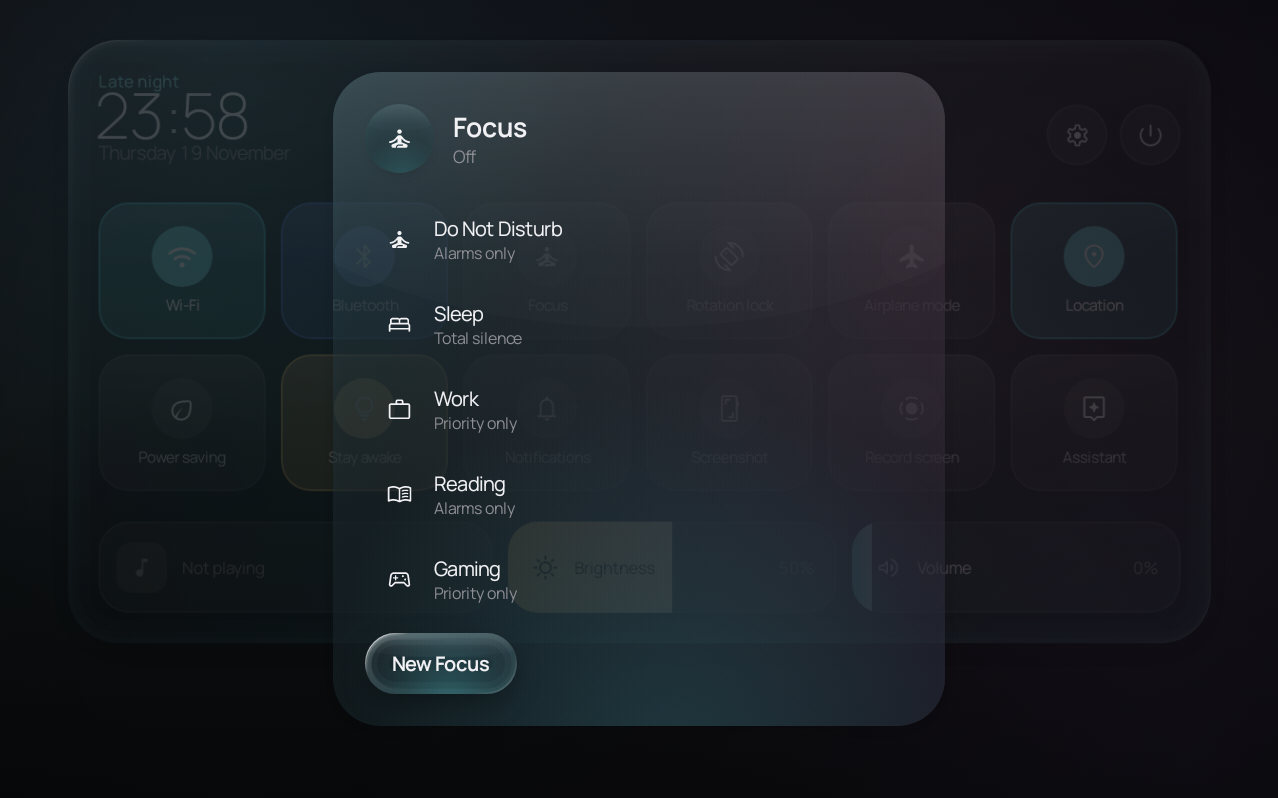 Late night
23:58
Thursday 19 November
Focus
Off
Do Not Disturb
Alarms only
Sleep
Total silence
Work
Priority only
Reading
Alarms only
Gaming
Priority only
New Focus
Wi-Fi
Bluetooth
Focus
Rotation lock
Airplane mode
Location
Power saving
Stay awake
Notifications
Screenshot
Record screen
Assistant
Not playing
Brightness
50%
Volume
0%